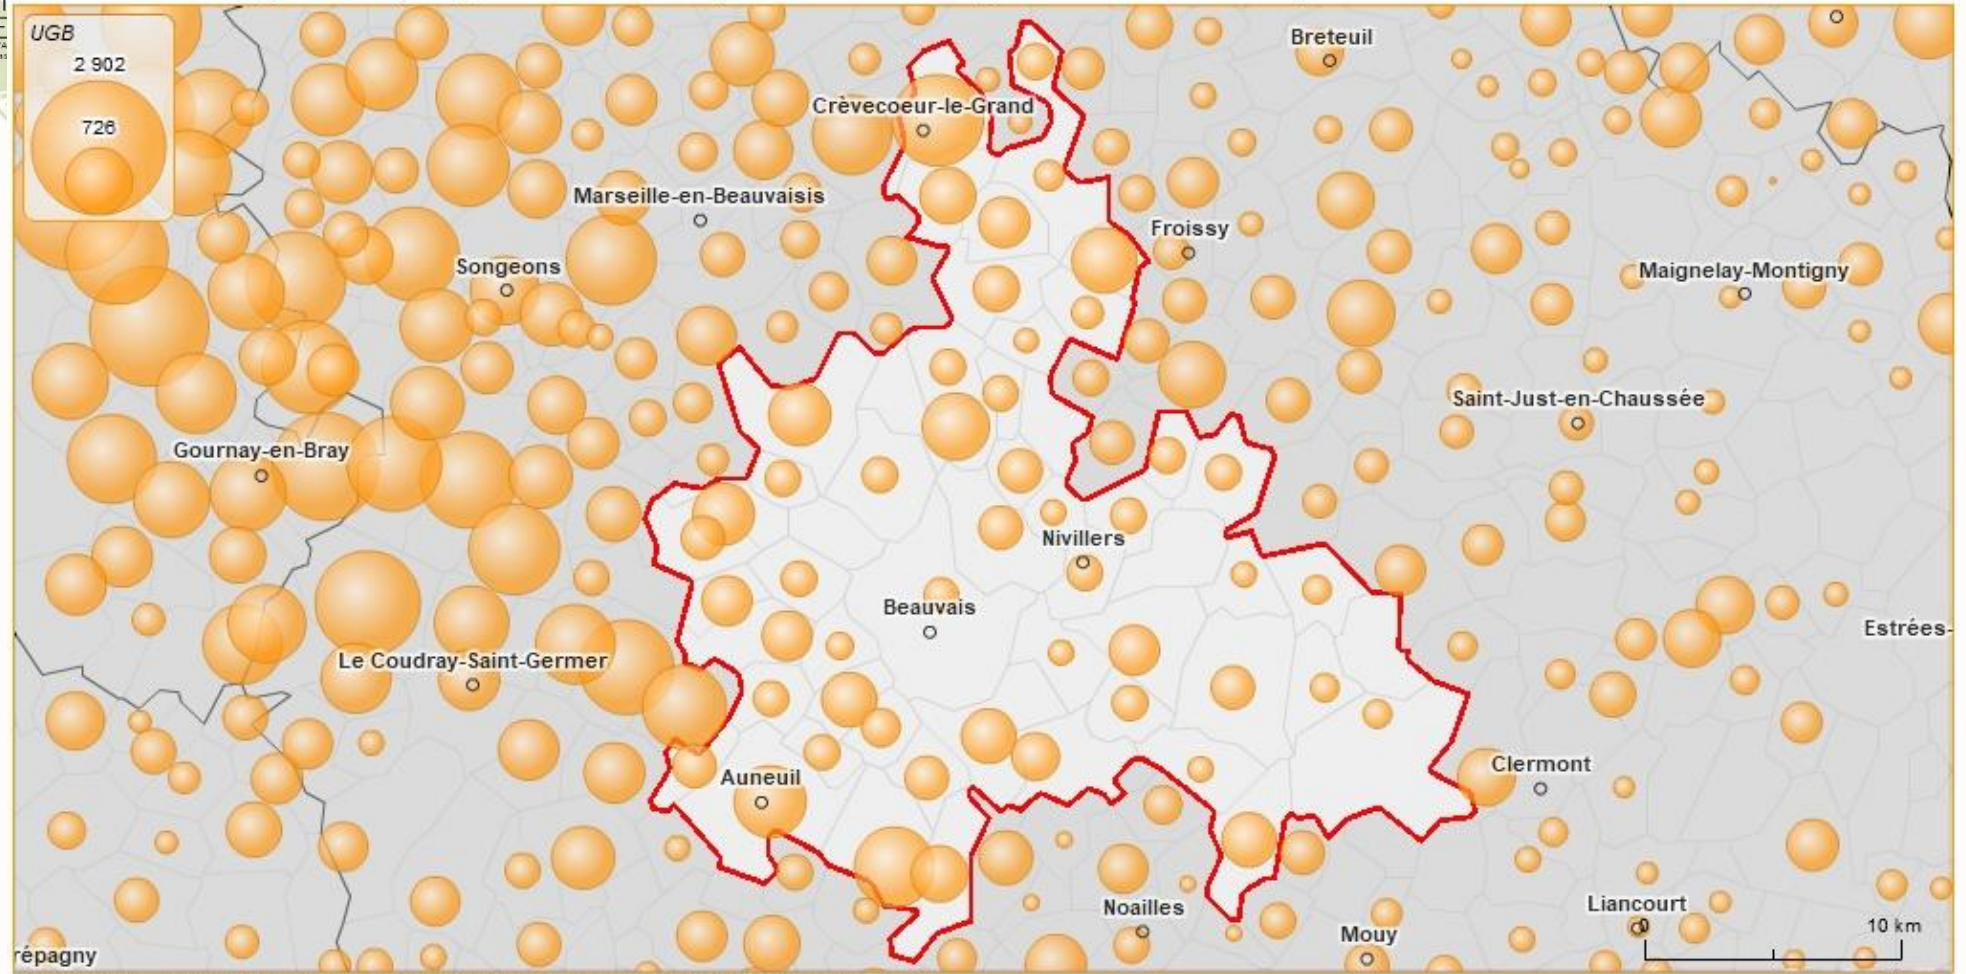 UGB
2 902
726
Breteuil
Crèvecoeur-le-Grand
Marseille-en-Beauvaisis
Froissy
Songeons
Maignelay-Montigny
Saint-Just-en-Chaussée
Gournay-en-Bray
Nivillers
Beauvais
Estrées-
Le Coudray-Saint-Germer
Auneuil
Clermont
Noailles
Liancourt
0
10 km
Mouy
répagny